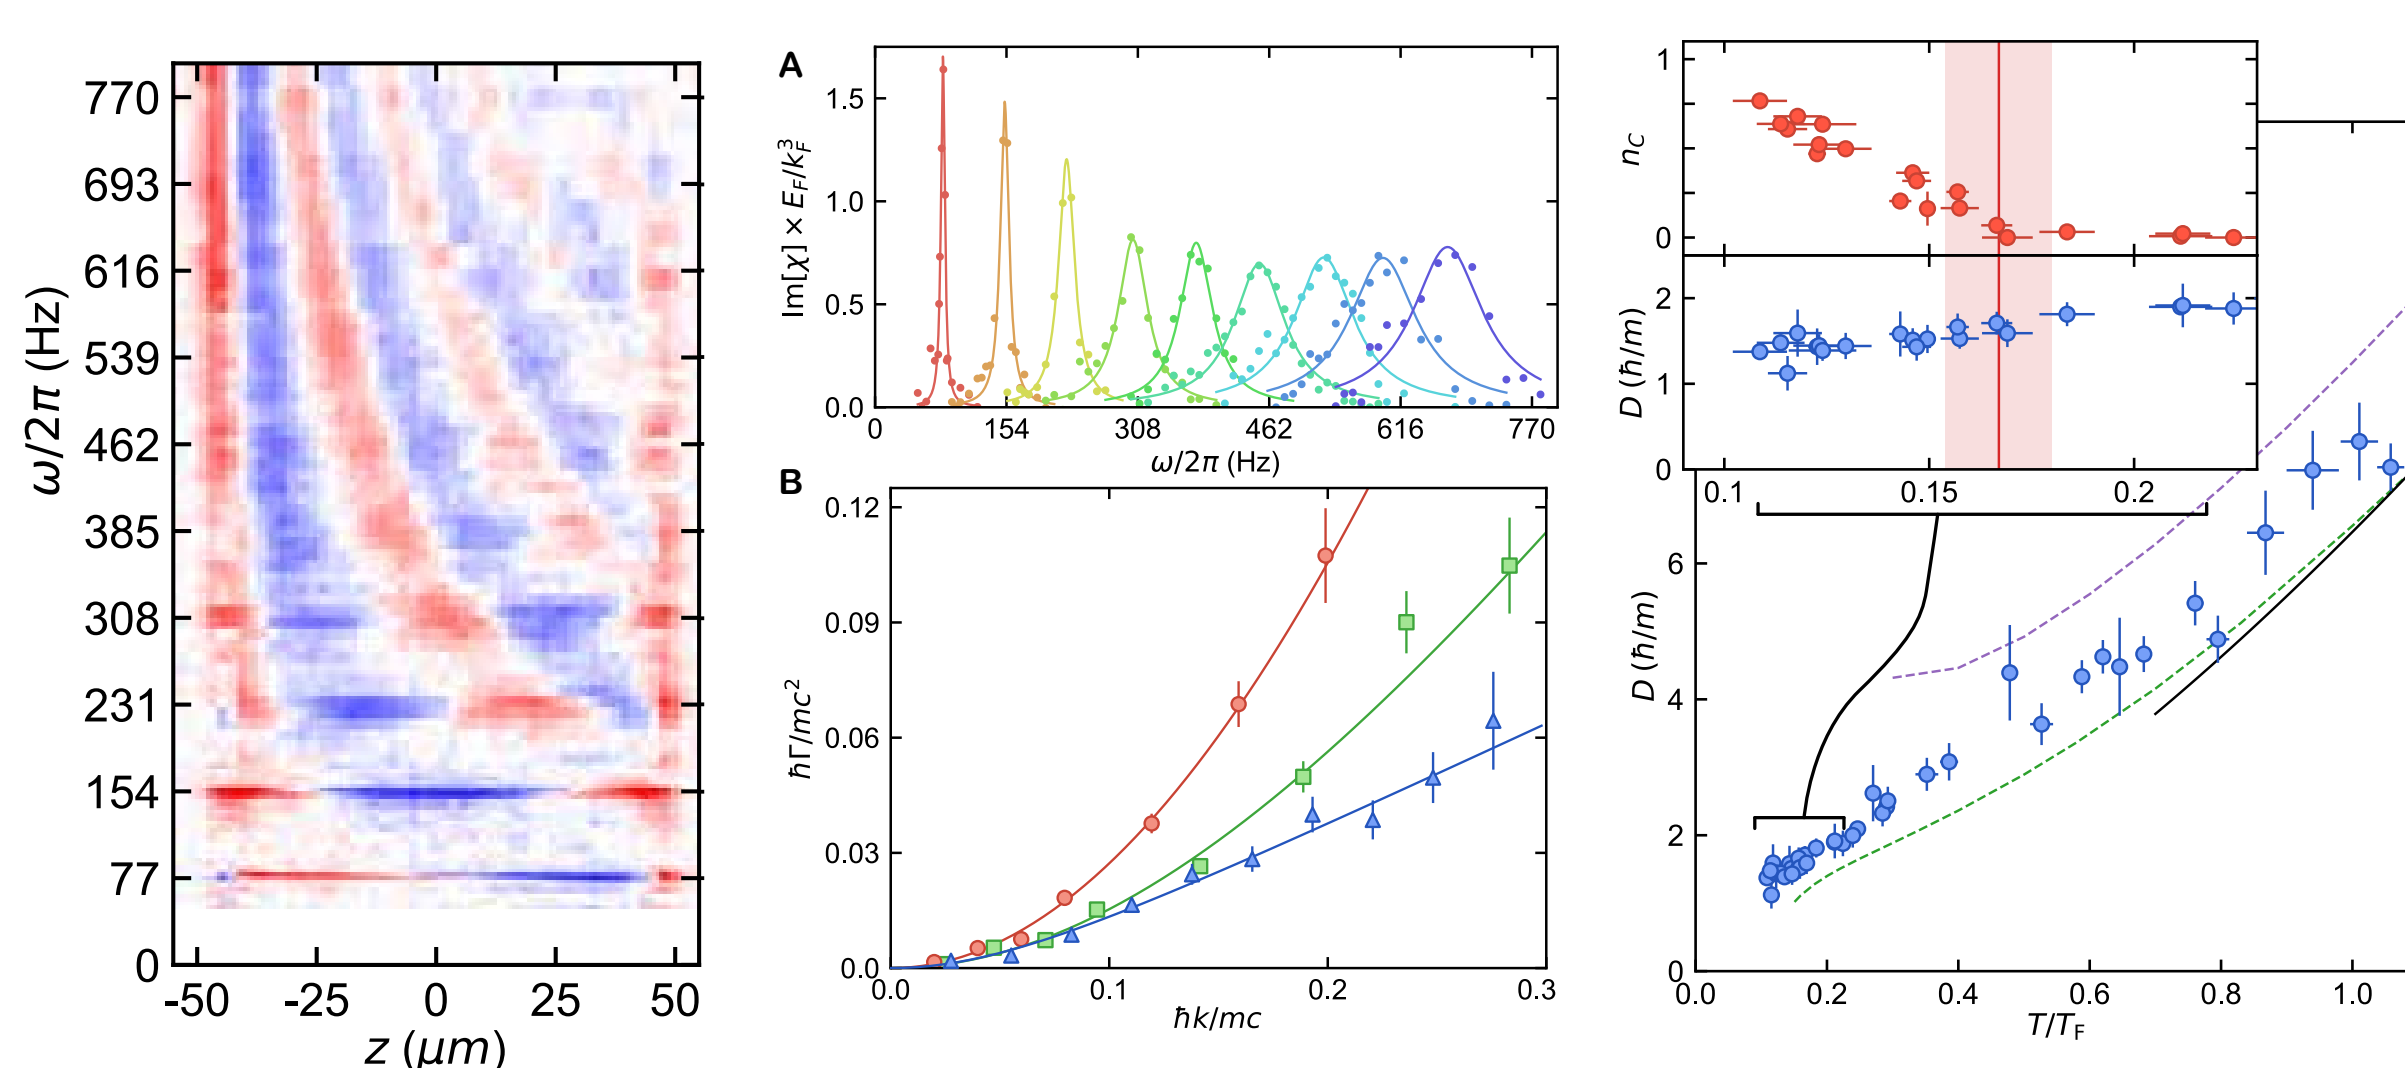 770
693
616
539
462
385
308
231
154
77
0
ω/2π (Hz)
-50 -25 0 25 50
z (μm)
A
1.5
1.0
0.5
0.0
Im[χ] × E_F/k_F^3
0 154 308 462 616 770
ω/2π (Hz)
B
0.12
0.09
0.06
0.03
0.0
ħΓ/mc²
0.0 0.1 0.2 0.3
ħk/mc
1
0
n_C
2
1
0
D (ħ/m)
0.1 0.15 0.2
6
4
2
0
D (ħ/m)
0.0 0.2 0.4 0.6 0.8 1.0
T/T_F